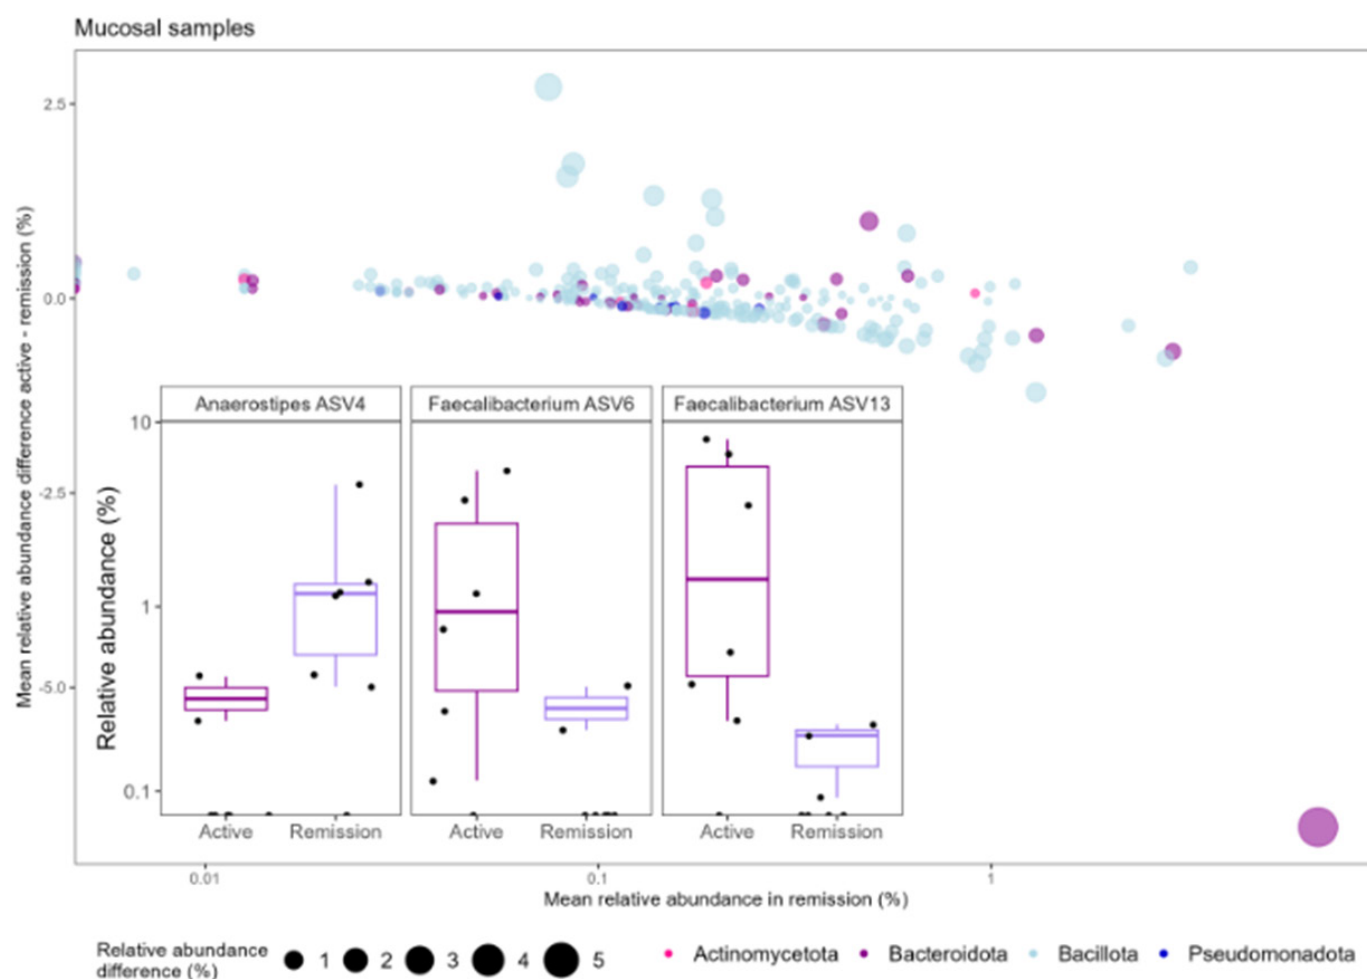 Mucosal samples
Mean relative abundance difference active - remission (%)
2.5
0.0
-2.5
-5.0
Anaerostipes ASV4
Faecalibacterium ASV6
Faecalibacterium ASV13
Relative abundance (%)
10
1
0.1
Active Remission
Active Remission
Active Remission
0.01 0.1 1
Mean relative abundance in remission (%)
Relative abundance
difference (%)
1 2 3 4 5
Actinomycetota Bacteroidota Bacillota Pseudomonadota